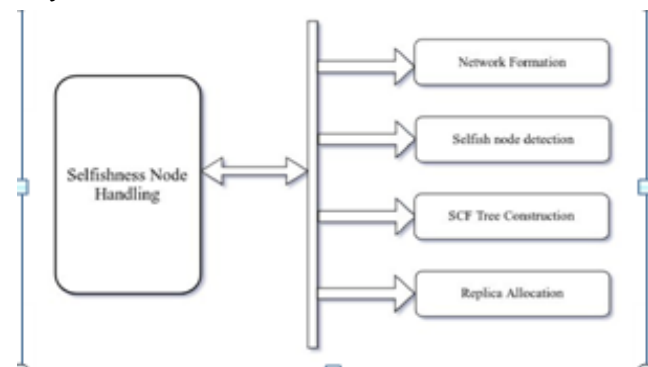 Selfishness Node
Handling
Network Formation
Selfish node detection
SCF Tree Construction
Replica Allocation